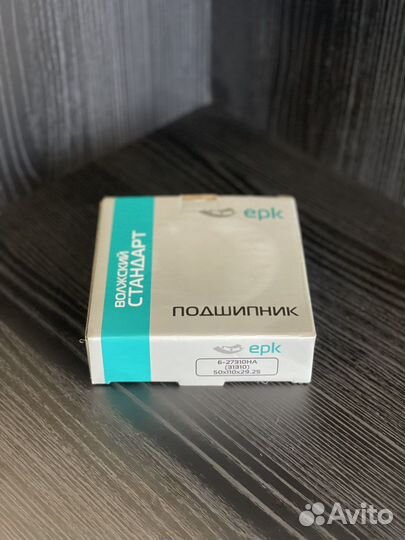 epk
ВОЛЖСКИЙ
СТАНДАРТ
ПОДШИПНИК
epk
6-27310НА
(31310)
50x110x29.25
Avito